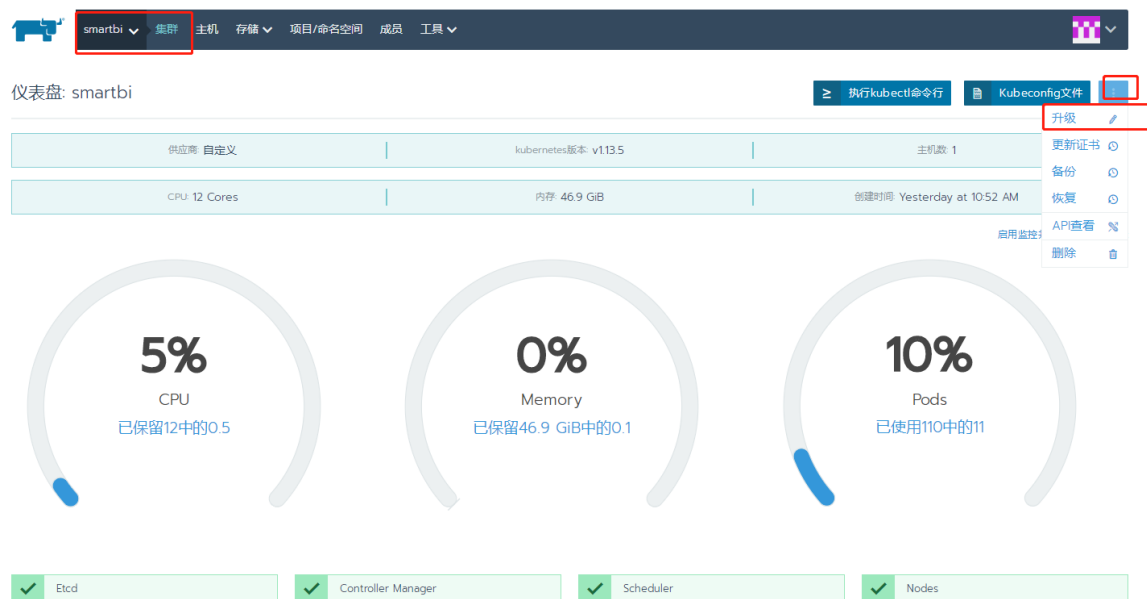 smartbi 集群 主机 存储 项目/命名空间 成员 工具
仪表盘: smartbi
执行kubectl命令行 Kubeconfig文件
升级
供应商: 自定义 kubernetes版本: v1.13.5 主机数: 1
更新证书
备份
CPU: 12 Cores 内存: 46.9 GiB 创建时间: Yesterday at 10:52 AM
恢复
API查看
启用监控
删除
5% 0% 10%
CPU Memory Pods
已保留12中的0.5 已保留46.9 GiB中的0.1 已使用110中的11
Etcd Controller Manager Scheduler Nodes